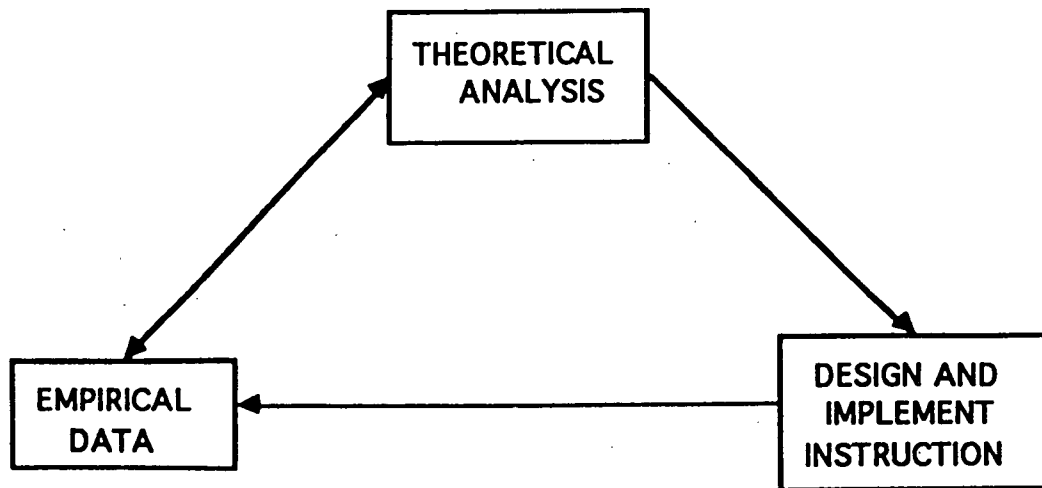 THEORETICAL
ANALYSIS
EMPIRICAL
DATA
DESIGN AND
IMPLEMENT
INSTRUCTION